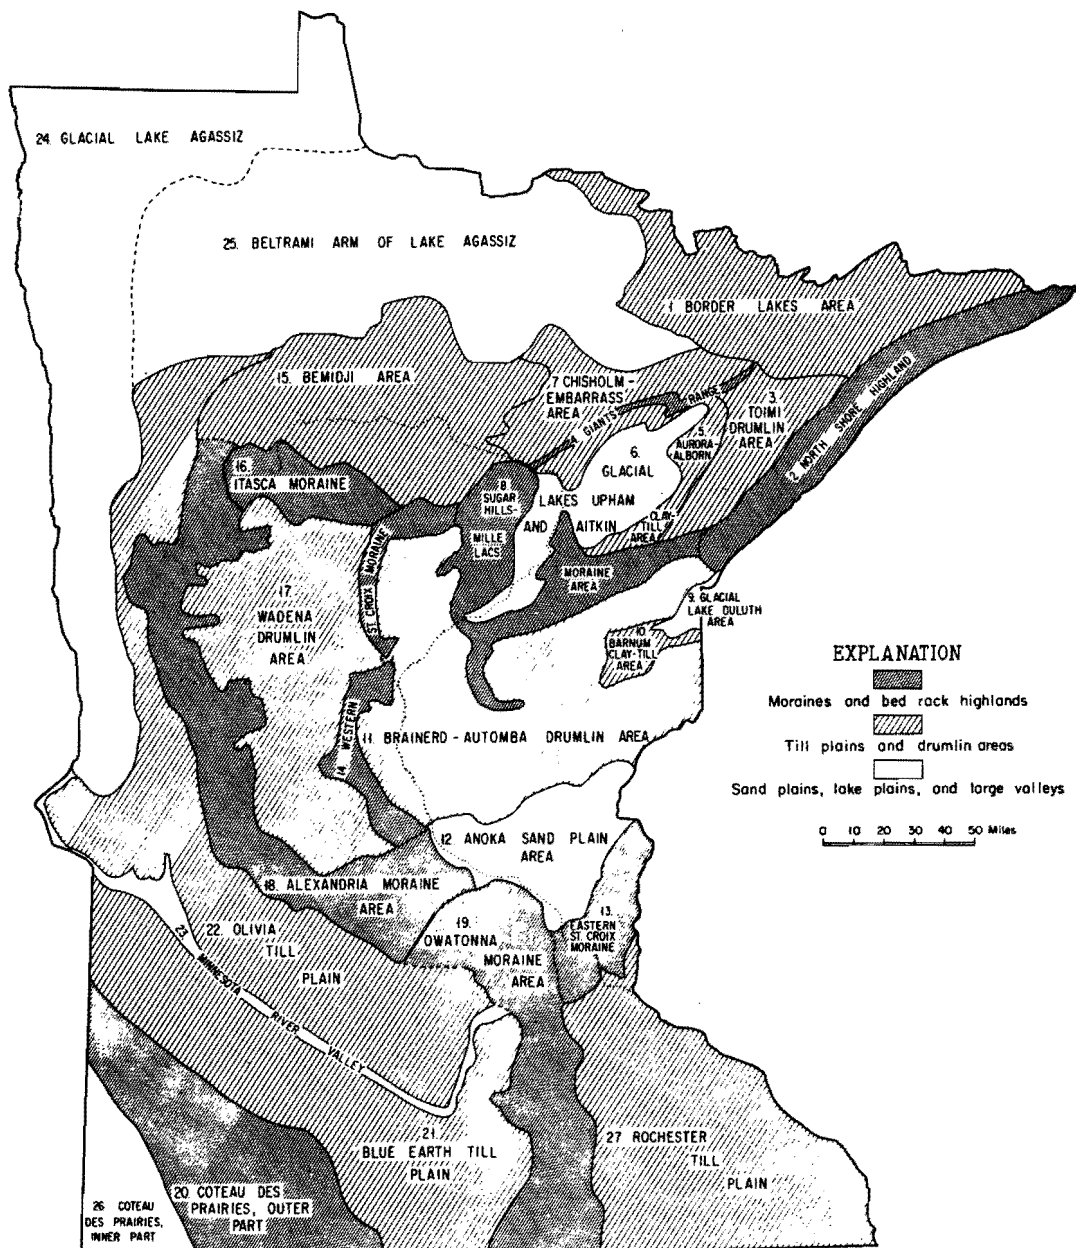 24. GLACIAL LAKE AGASSIZ
25. BELTRAMI ARM OF LAKE AGASSIZ
1 BORDER LAKES AREA
15. BEMIDJI AREA
7 CHISHOLM-
EMBARRASS
AREA
4 GIANTS RANGE
3.
TOIMI
DRUMLIN
AREA
2 NORTH SHORE HIGHLAND
5.
AURORA-
ALBORN
CLAY-
TILL
AREA
6.
GLACIAL
LAKES UPHAM
AND AITKIN
16.
ITASCA MORAINE
8
SUGAR
HILLS-
MILLE
LACS
MORAINE
AREA
ST. CROIX MORAINE
14. WESTERN
17.
WADENA
DRUMLIN
AREA
9. GLACIAL
LAKE DULUTH
AREA
10.
BARNUM
CLAY-TILL
AREA
11. BRAINERD-AUTOMBA DRUMLIN AREA
12. ANOKA SAND PLAIN
AREA
13.
EASTERN
ST. CROIX
MORAINE
18. ALEXANDRIA MORAINE
AREA
19.
OWATONNA
MORAINE
AREA
22. OLIVIA
TILL
PLAIN
23. MINNESOTA RIVER VALLEY
21.
BLUE EARTH TILL
PLAIN
27 ROCHESTER
TILL
PLAIN
20. COTEAU DES
PRAIRIES, OUTER
PART
26 COTEAU
DES PRAIRIES,
INNER PART
EXPLANATION
Moraines and bed rack highlands
Till plains and drumlin areas
Sand plains, lake plains, and large valleys
0 10 20 30 40 50 Miles